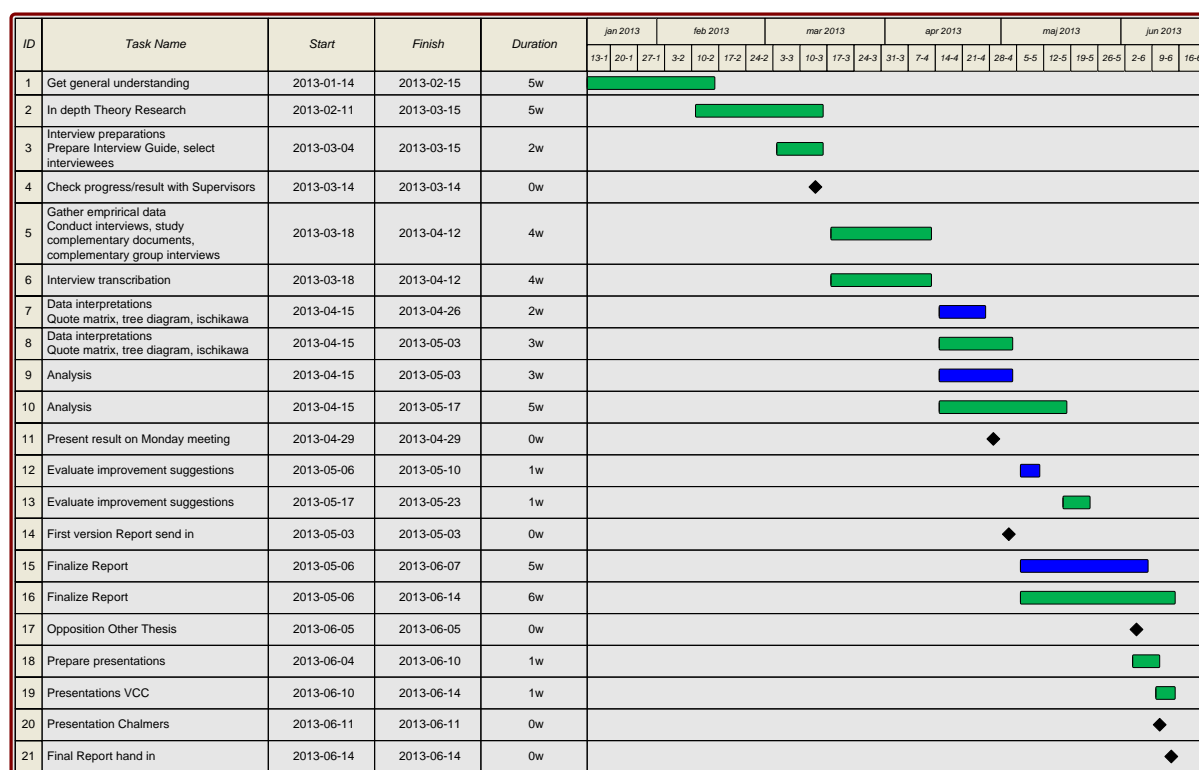 ID Task Name Start Finish Duration jan 2013 feb 2013 mar 2013 apr 2013 maj 2013 jun 2013
13-1 20-1 27-1 3-2 10-2 17-2 24-2 3-3 10-3 17-3 24-3 31-3 7-4 14-4 21-4 28-4 5-5 12-5 19-5 26-5 2-6 9-6 16-6
1 Get general understanding 2013-01-14 2013-02-15 5w
2 In depth Theory Research 2013-02-11 2013-03-15 5w
3 Interview preparations
Prepare Interview Guide, select
interviewees 2013-03-04 2013-03-15 2w
4 Check progress/result with Supervisors 2013-03-14 2013-03-14 0w
5 Gather emprirical data
Conduct interviews, study
complementary documents,
complementary group interviews 2013-03-18 2013-04-12 4w
6 Interview transcribation 2013-03-18 2013-04-12 4w
7 Data interpretations
Quote matrix, tree diagram, ischikawa 2013-04-15 2013-04-26 2w
8 Data interpretations
Quote matrix, tree diagram, ischikawa 2013-04-15 2013-05-03 3w
9 Analysis 2013-04-15 2013-05-03 3w
10 Analysis 2013-04-15 2013-05-17 5w
11 Present result on Monday meeting 2013-04-29 2013-04-29 0w
12 Evaluate improvement suggestions 2013-05-06 2013-05-10 1w
13 Evaluate improvement suggestions 2013-05-17 2013-05-23 1w
14 First version Report send in 2013-05-03 2013-05-03 0w
15 Finalize Report 2013-05-06 2013-06-07 5w
16 Finalize Report 2013-05-06 2013-06-14 6w
17 Opposition Other Thesis 2013-06-05 2013-06-05 0w
18 Prepare presentations 2013-06-04 2013-06-10 1w
19 Presentations VCC 2013-06-10 2013-06-14 1w
20 Presentation Chalmers 2013-06-11 2013-06-11 0w
21 Final Report hand in 2013-06-14 2013-06-14 0w